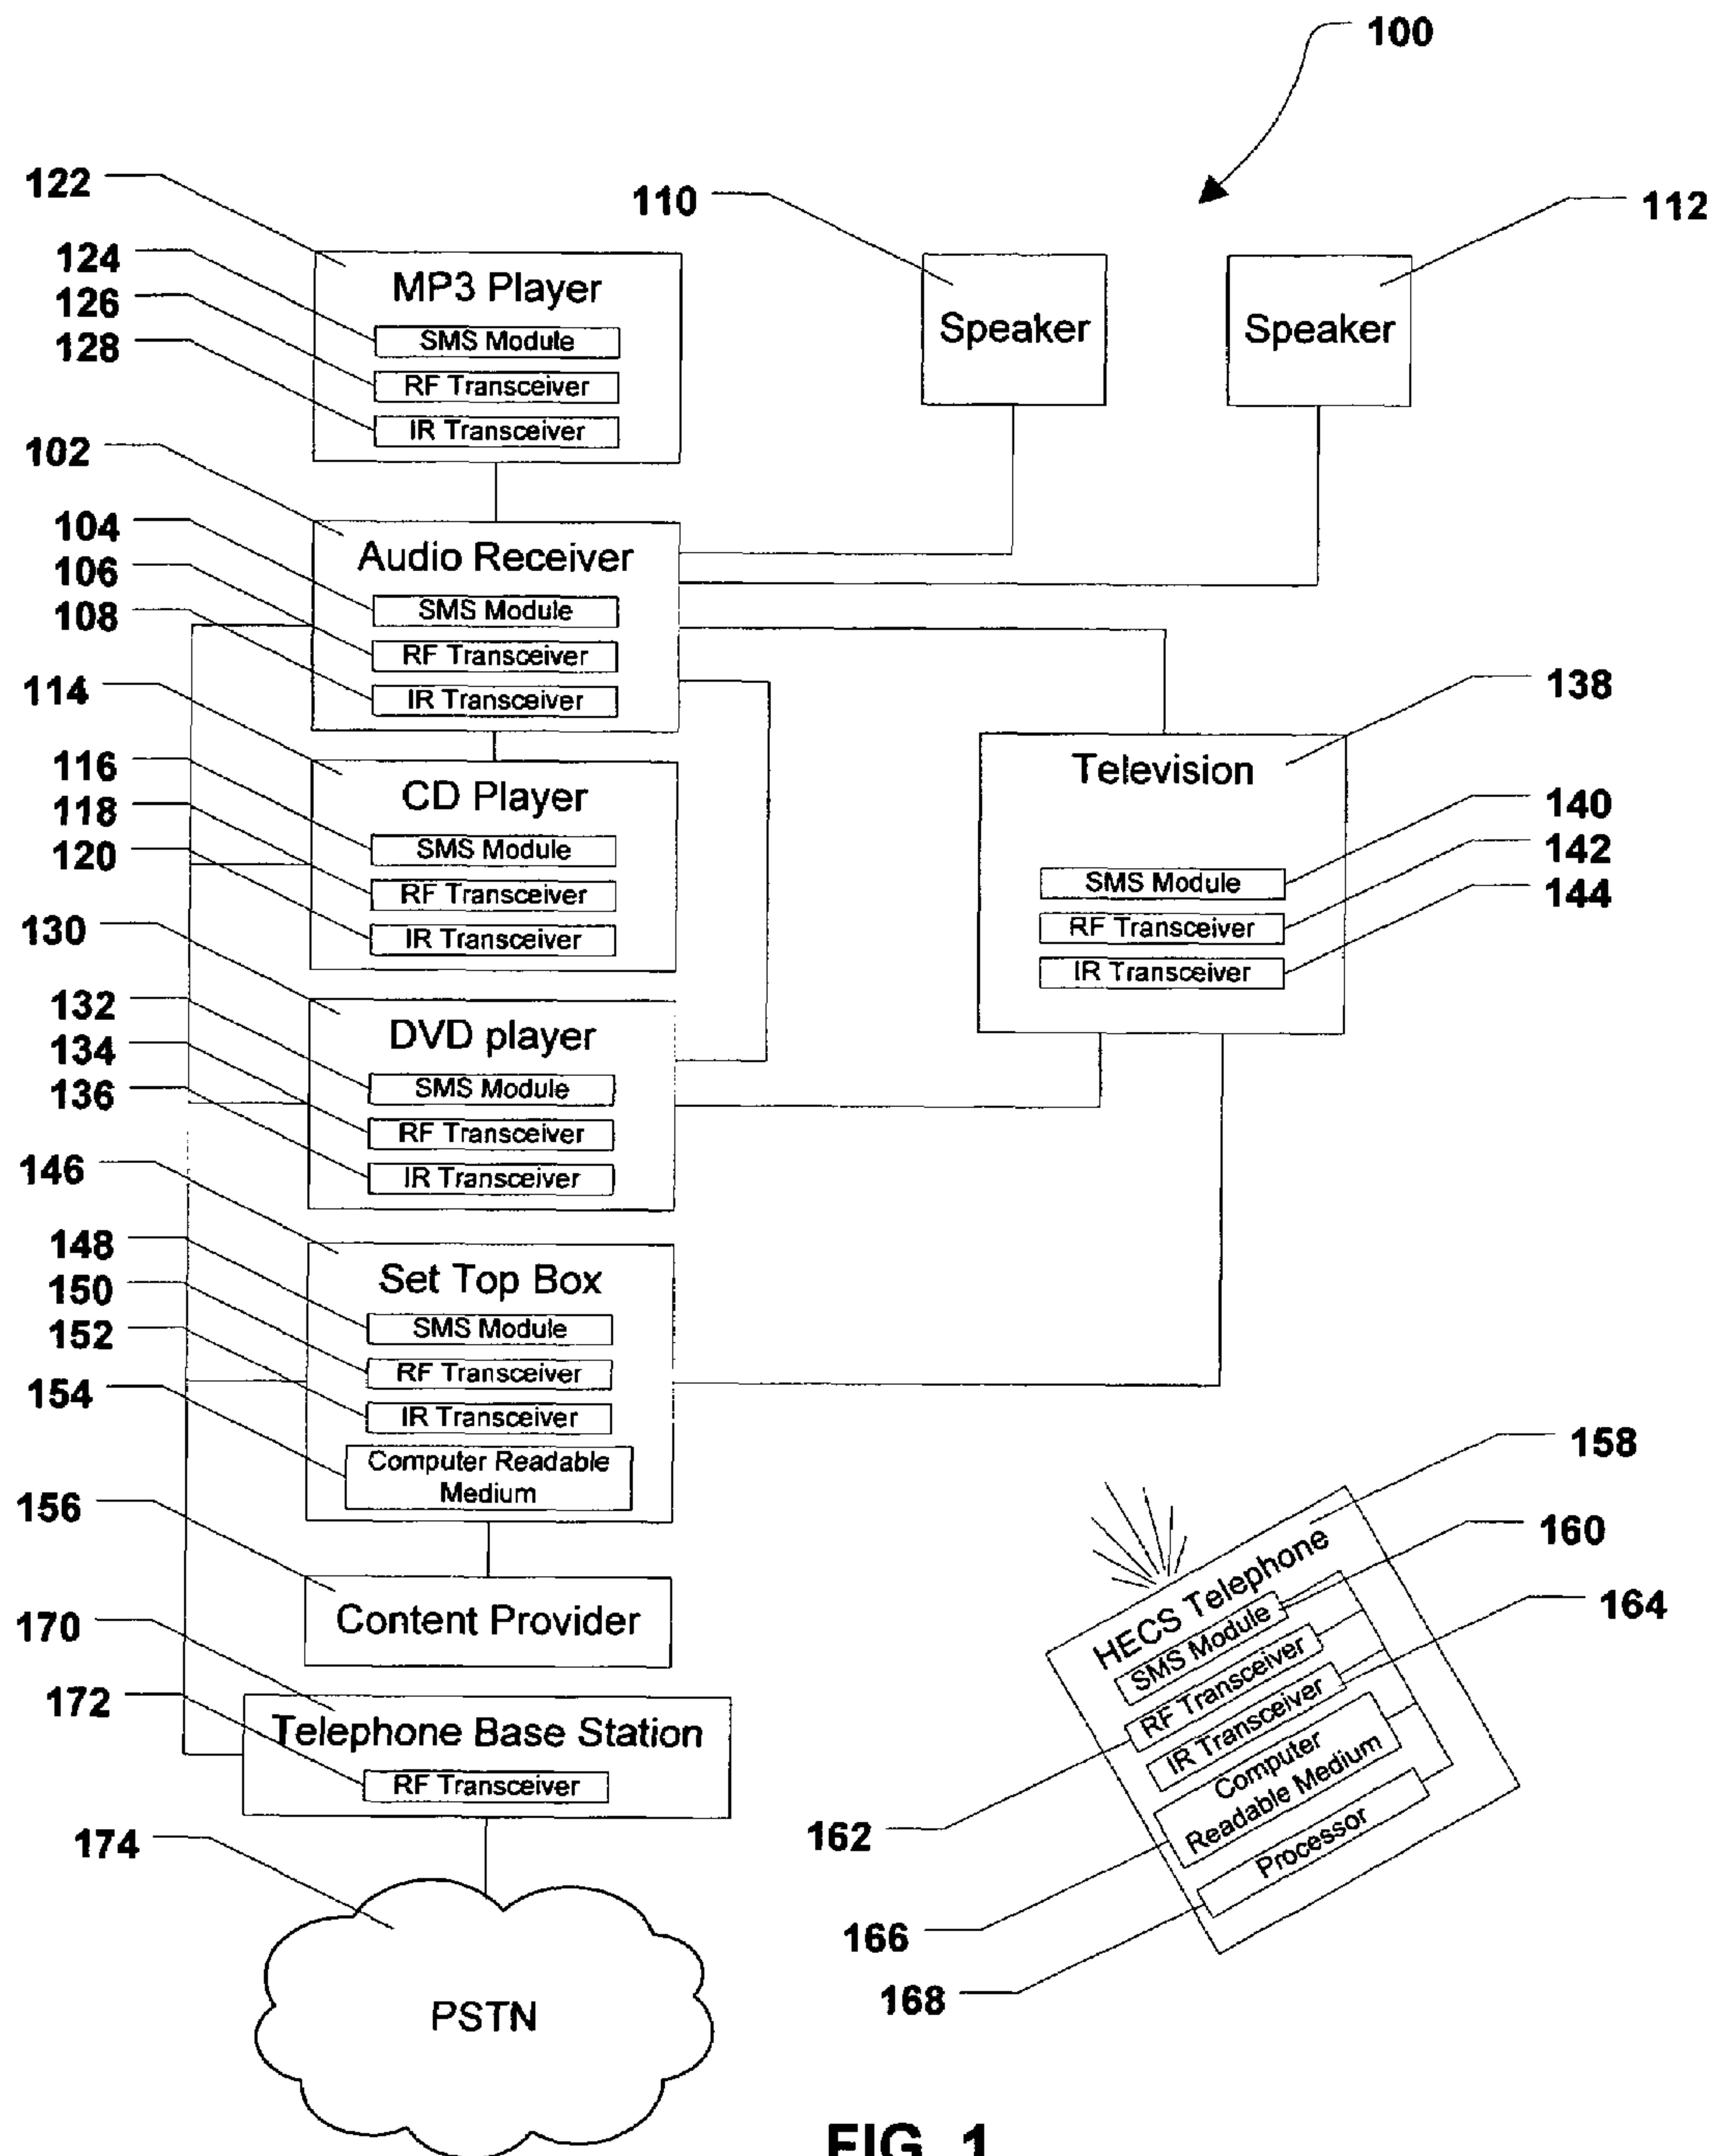 100
122
110
112
124
MP3 Player
126
SMS Module
Speaker
Speaker
128
RF Transceiver
IR Transceiver
102
104
Audio Receiver
106
SMS Module
108
RF Transceiver
114
IR Transceiver
138
116
CD Player
Television
118
SMS Module
140
120
RF Transceiver
SMS Module
142
130
IR Transceiver
RF Transceiver
144
IR Transceiver
132
DVD player
134
SMS Module
136
RF Transceiver
146
IR Transceiver
148
Set Top Box
150
SMS Module
152
RF Transceiver
154
IR Transceiver
Computer Readable
Medium
158
156
160
Content Provider
HECS Telephone
164
170
SMS Module
172
Telephone Base Station
RF Transceiver
RF Transceiver
IR Transceiver
162
Computer
Readable Medium
174
Processor
166
168
PSTN
FIG. 1